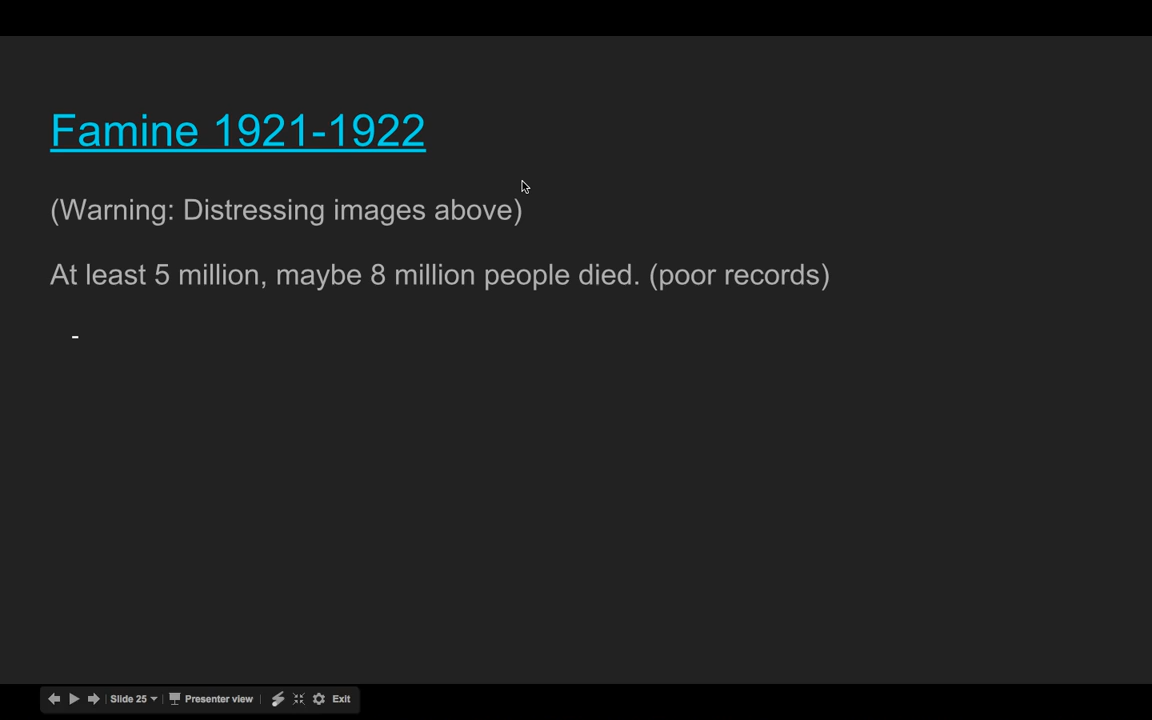 Famine 1921-1922
(Warning: Distressing images above)
At least 5 million, maybe 8 million people died. (poor records)
-
Slide 25 Presenter view Exit